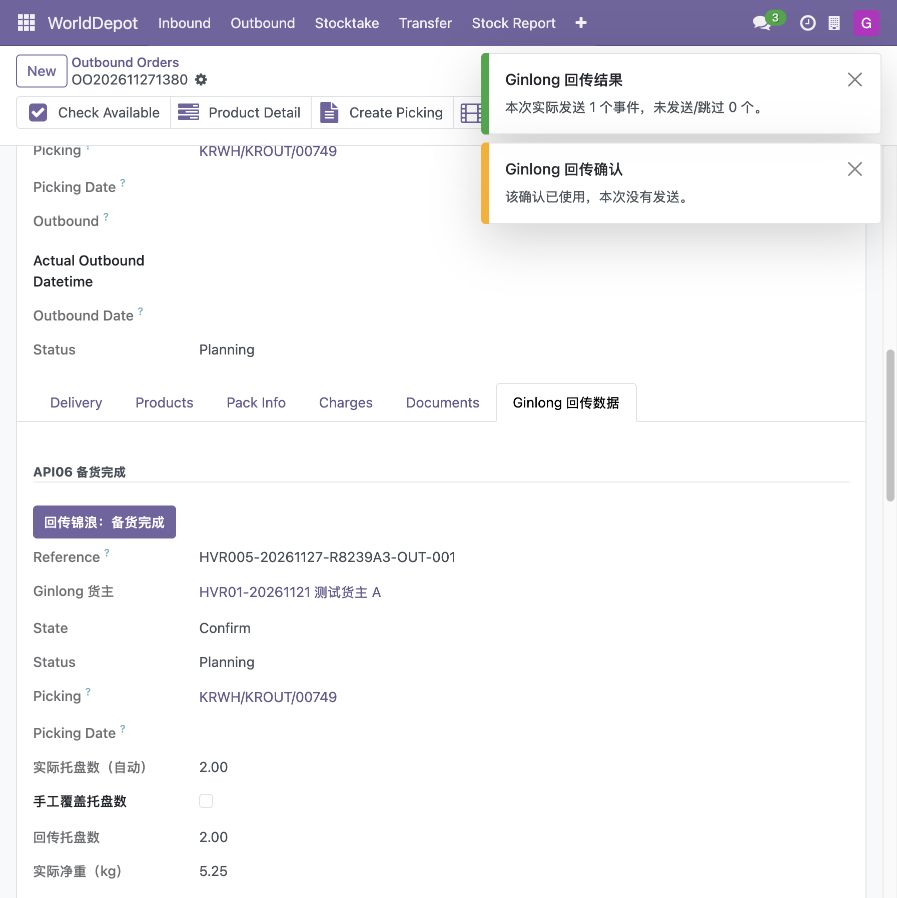 WorldDepot Inbound Outbound Stocktake Transfer Stock Report + 3 G
New Outbound Orders
OO202611271380
Check Available Product Detail Create Picking
Ginlong 回传结果
本次实际发送 1 个事件，未发送/跳过 0 个。
Ginlong 回传确认
该确认已使用，本次没有发送。
Picking ? KRWH/KROUT/00749
Picking Date ?
Outbound ?
Actual Outbound
Datetime
Outbound Date ?
Status Planning
Delivery Products Pack Info Charges Documents Ginlong 回传数据
API06 备货完成
回传锦浪：备货完成
Reference ? HVR005-20261127-R8239A3-OUT-001
Ginlong 货主 HVR01-20261121 测试货主 A
State Confirm
Status Planning
Picking ? KRWH/KROUT/00749
Picking Date ?
实际托盘数（自动） 2.00
手工覆盖托盘数
回传托盘数 2.00
实际净重（kg） 5.25